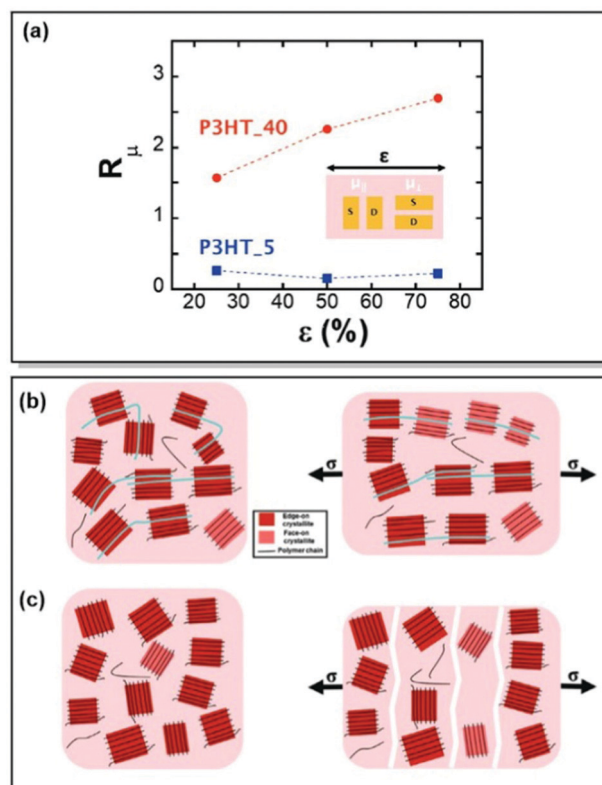 (a)
3
2
1
0
Rμ
P3HT_40
P3HT_5
ε
μ∥ μ⊥
S D S
D
20 30 40 50 60 70 80
ε (%)
(b)
σ σ
Edge-on
crystallite
Face-on
crystallite
Polymer chain
(c)
σ σ